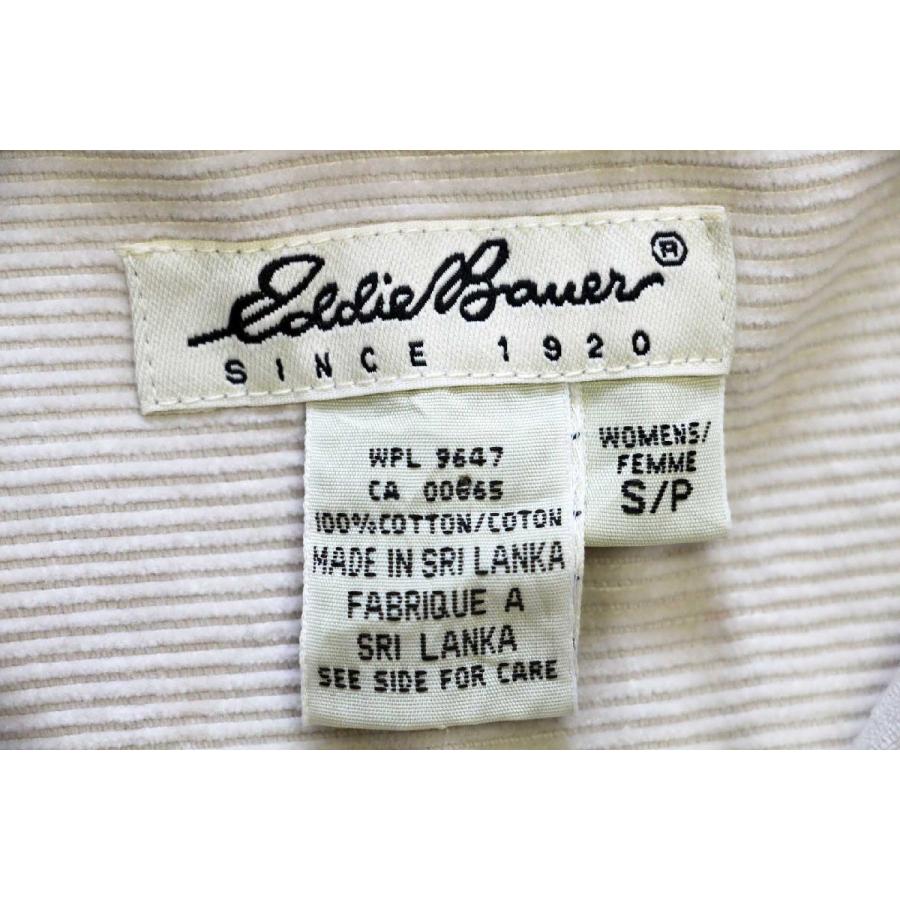 Eddie Bauer ®
SINCE 1920
WPL 9647
CA 00665
100% COTTON/COTON
MADE IN SRI LANKA
FABRIQUE A
SRI LANKA
SEE SIDE FOR CARE
WOMENS/
FEMME
S/P